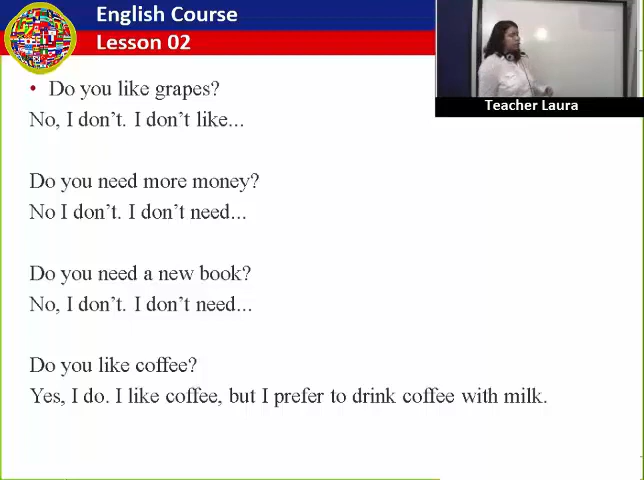 English Course
Lesson 02
Teacher Laura
• Do you like grapes?
No, I don't. I don't like...
Do you need more money?
No I don't. I don't need...
Do you need a new book?
No, I don't. I don't need...
Do you like coffee?
Yes, I do. I like coffee, but I prefer to drink coffee with milk.